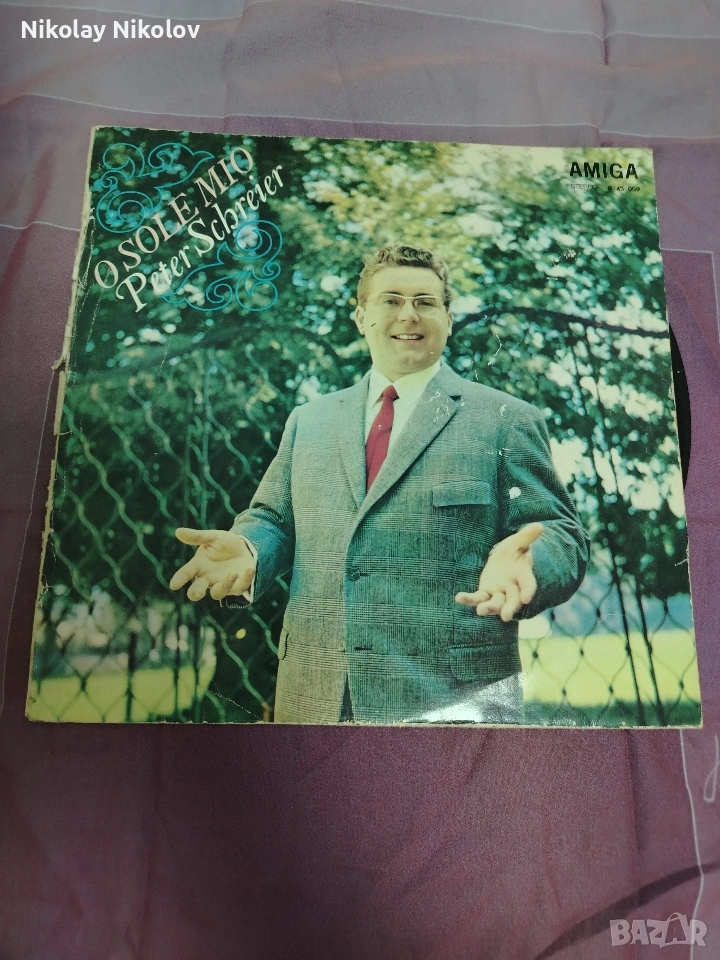 Nikolay Nikolov
O SOLE MIO
Peter Schreier
AMIGA
STEREO 8 45 059
BAZAR